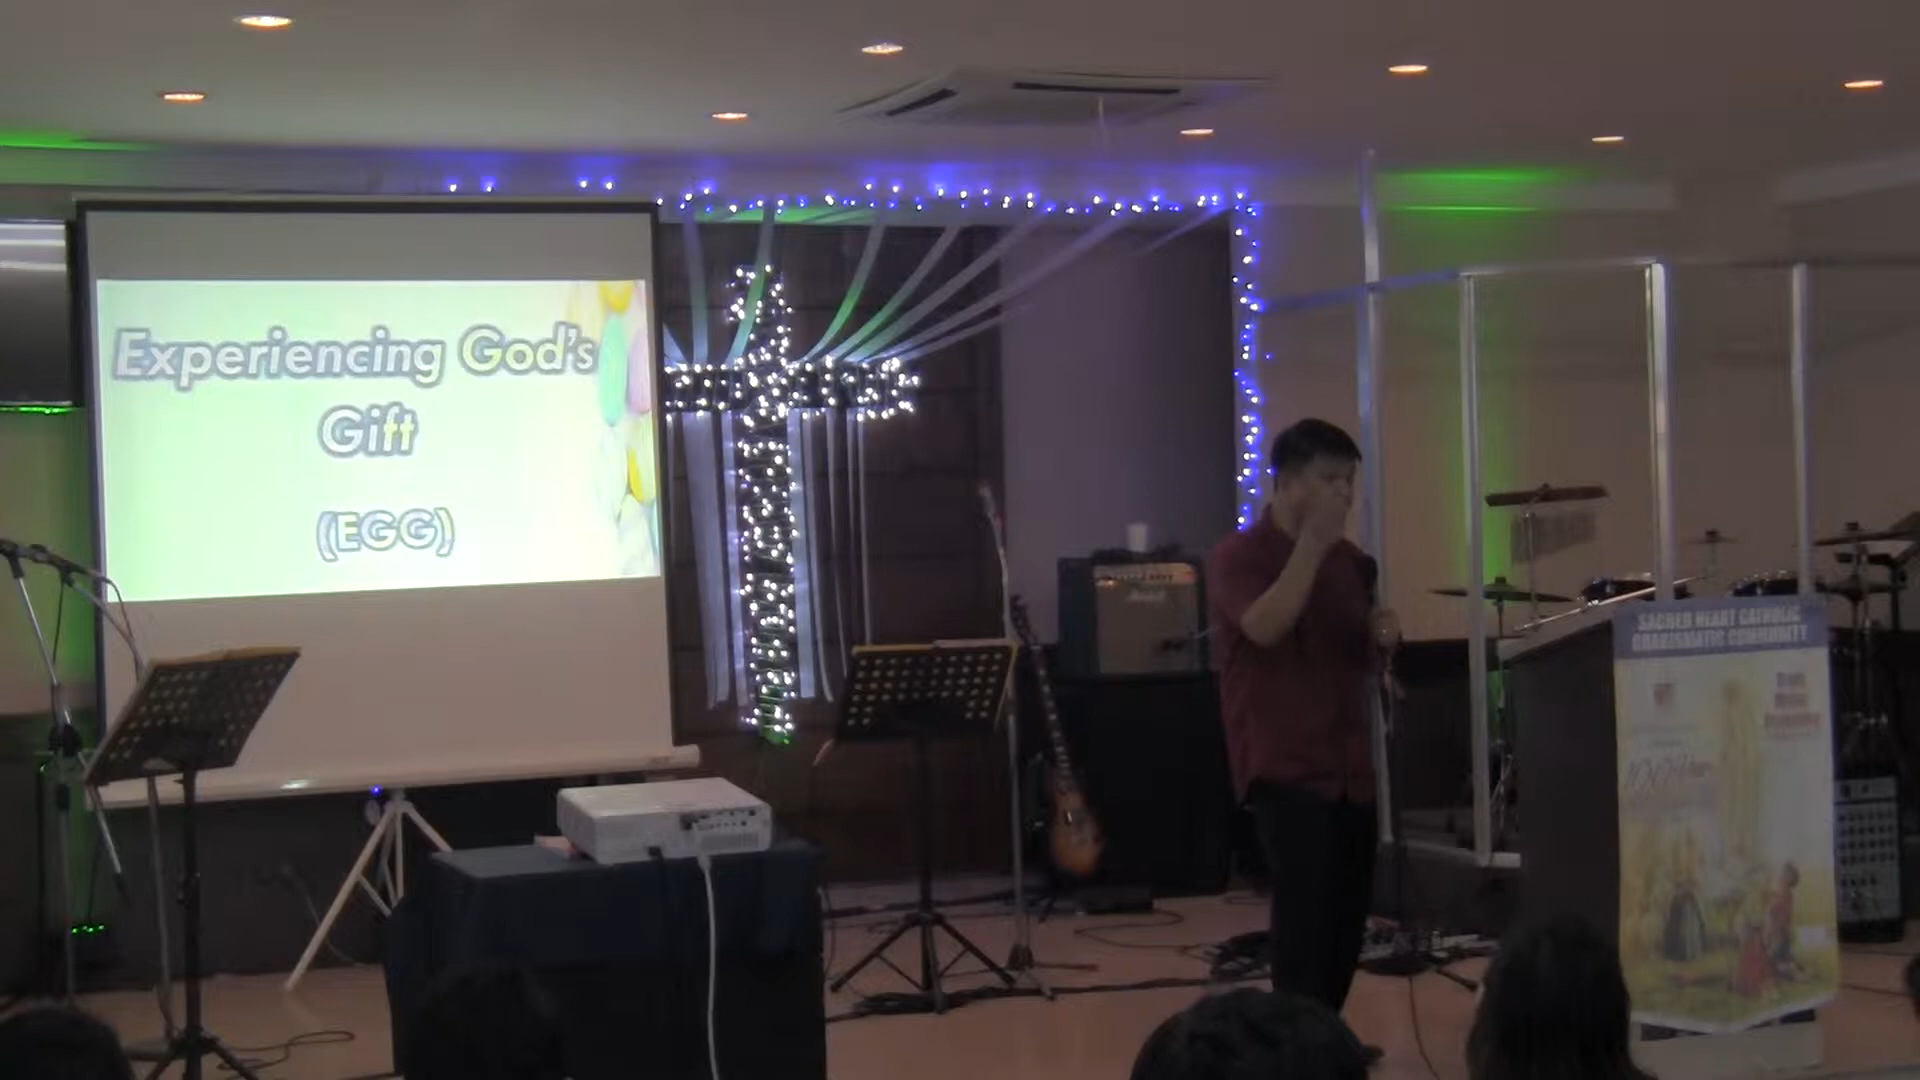 Experiencing God's
Gift
(EGG)
SACRED HEART CATHOLIC
CHARISMATIC COMMUNITY